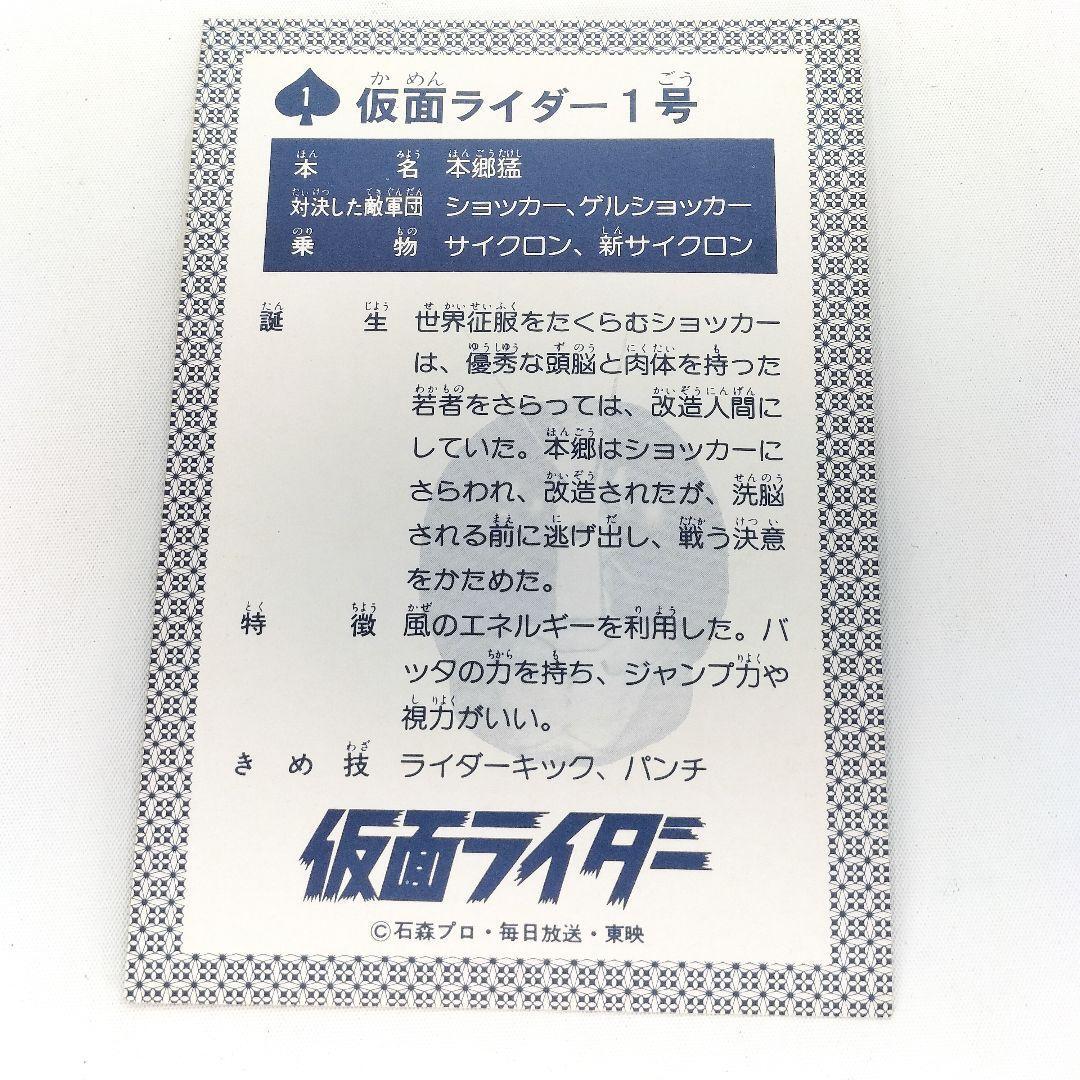 1 仮面ライダー1号
本名 本郷猛
対決した敵軍団 ショッカー、ゲルショッカー
乗物 サイクロン、新サイクロン
誕生 世界征服をたくらむショッカー
は、優秀な頭脳と肉体を持った
若者をさらっては、改造人間に
していた。本郷はショッカーに
さらわれ、改造されたが、洗脳
される前に逃げ出し、戦う決意
をかためた。
特徴 風のエネルギーを利用した。バ
ッタの力を持ち、ジャンプ力や
視力がいい。
きめ技 ライダーキック、パンチ
仮面ライダー
©石森プロ・毎日放送・東映